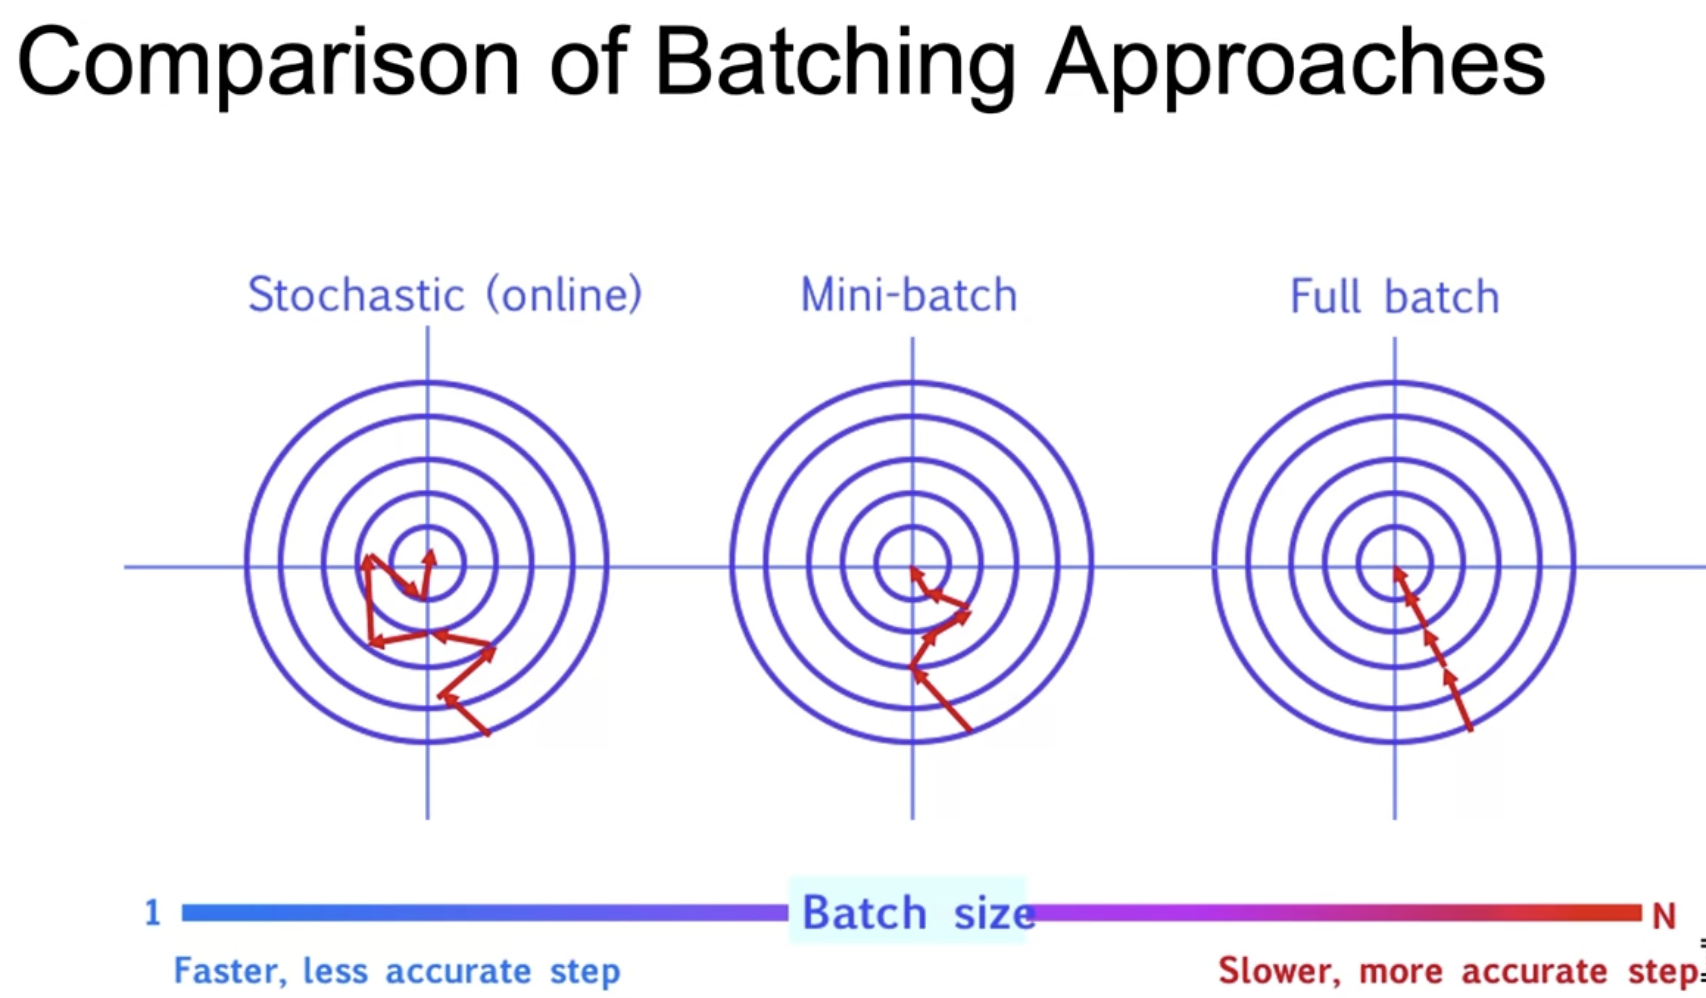 Comparison of Batching Approaches
Stochastic (online)
Mini-batch
Full batch
1
Batch size
N
Faster, less accurate step
Slower, more accurate step